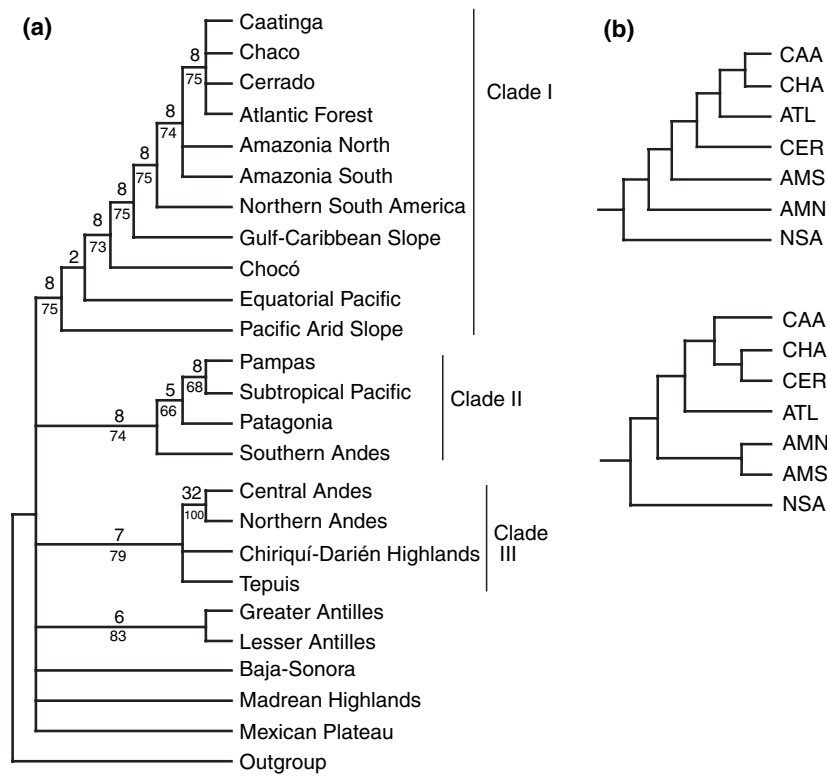 (a)
Caatinga
8
Chaco
75
Cerrado
Atlantic Forest
Clade I
8
74
Amazonia North
8
75
Amazonia South
8
75
Northern South America
8
73
Gulf-Caribbean Slope
2
Chocó
8
75
Equatorial Pacific
Pacific Arid Slope
Pampas
8
68
Subtropical Pacific
5
66
Clade II
8
74
Patagonia
Southern Andes
32
100
Central Andes
Northern Andes
7
79
Chiriquí-Darién Highlands
Clade
III
Tepuis
6
83
Greater Antilles
Lesser Antilles
Baja-Sonora
Madrean Highlands
Mexican Plateau
Outgroup
(b)
CAA
CHA
ATL
CER
AMS
AMN
NSA
CAA
CHA
CER
ATL
AMN
AMS
NSA